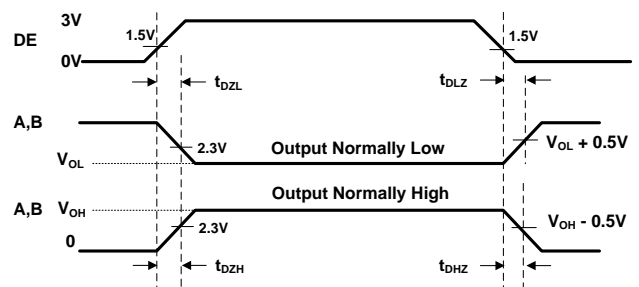 3V
DE
1.5V
1.5V
0V
tDZL
tDLZ
A,B
2.3V
Output Normally Low
VOL + 0.5V
VOL
Output Normally High
A,B
VOH
2.3V
VOH - 0.5V
0
tDZH
tDHZ